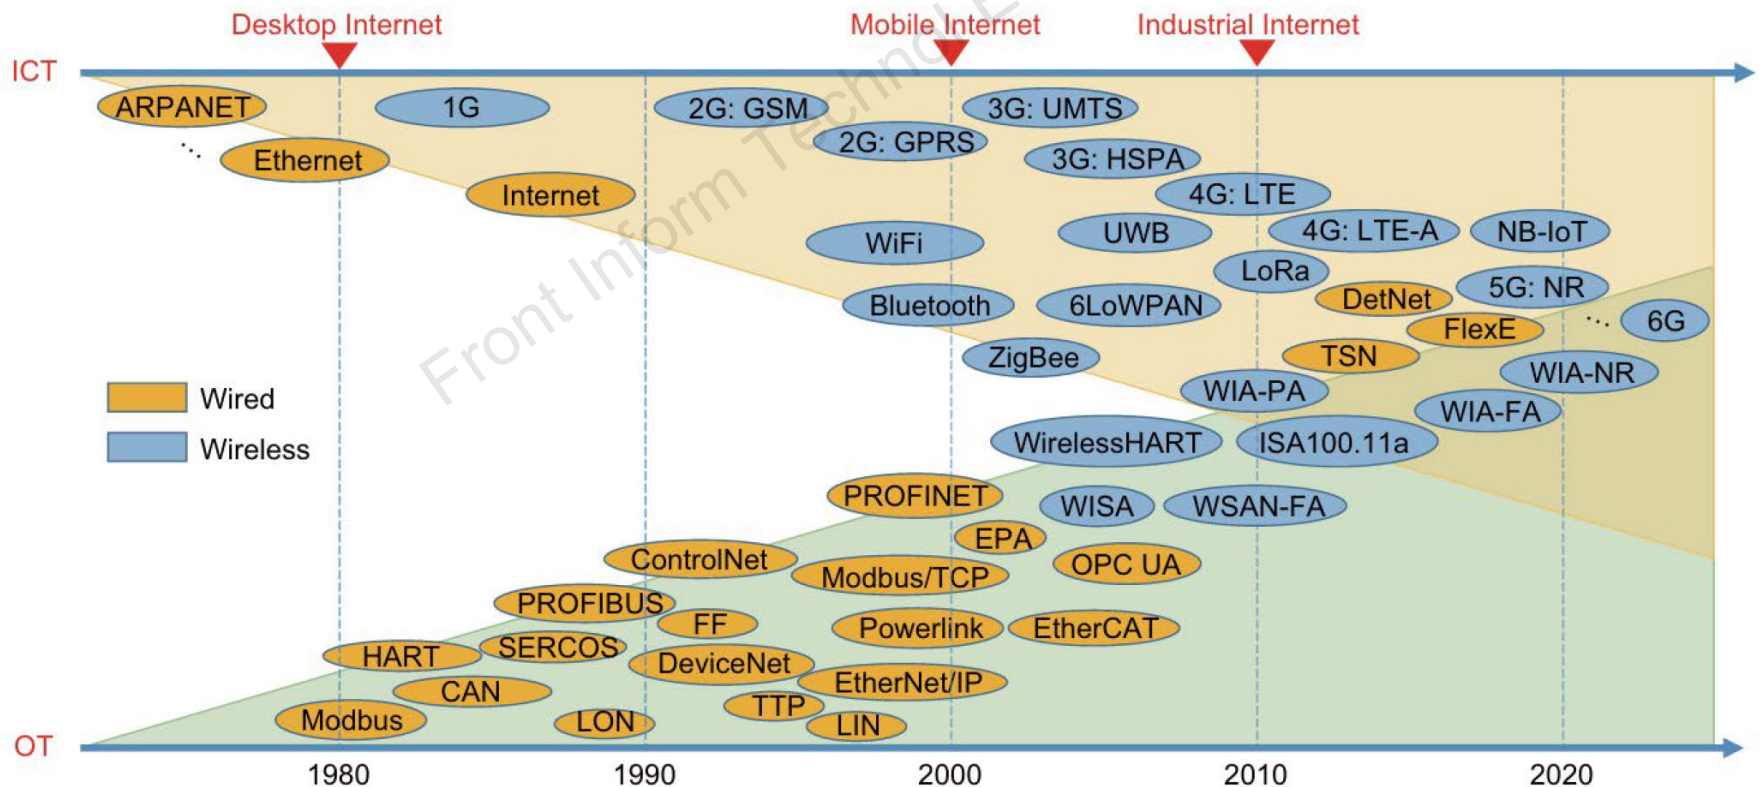 Desktop Internet
Mobile Internet
Industrial Internet
ICT
ARPANET
1G
2G: GSM
3G: UMTS
2G: GPRS
Ethernet
3G: HSPA
Internet
4G: LTE
WiFi
UWB
4G: LTE-A
NB-IoT
LoRa
5G: NR
DetNet
Bluetooth
6LoWPAN
FlexE
6G
ZigBee
TSN
WIA-NR
WIA-PA
WIA-FA
Wired
Wireless
WirelessHART
ISA100.11a
PROFINET
WISA
WSAN-FA
EPA
ControlNet
OPC UA
Modbus/TCP
PROFIBUS
FF
Powerlink
EtherCAT
SERCOS
HART
DeviceNet
EtherNet/IP
CAN
TTP
Modbus
LON
LIN
OT
1980
1990
2000
2010
2020
Front Inform Technol E